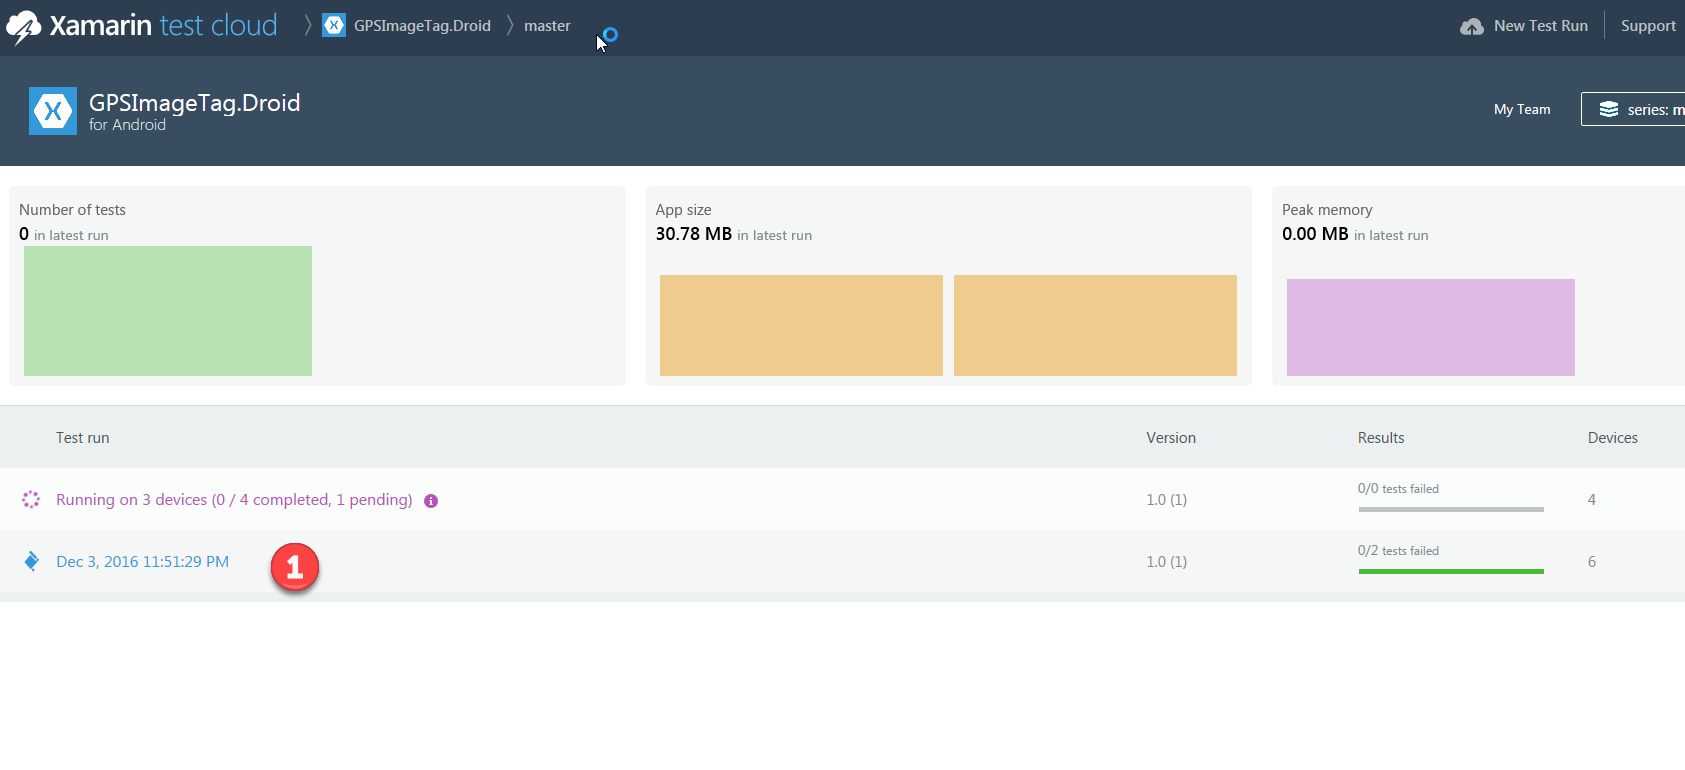 Xamarin test cloud
GPSImageTag.Droid
master
New Test Run
Support
GPSImageTag.Droid
for Android
My Team
series: m
Number of tests
0 in latest run
App size
30.78 MB in latest run
Peak memory
0.00 MB in latest run
Test run
Version
Results
Devices
Running on 3 devices (0 / 4 completed, 1 pending)
1.0 (1)
0/0 tests failed
4
Dec 3, 2016 11:51:29 PM
1
1.0 (1)
0/2 tests failed
6